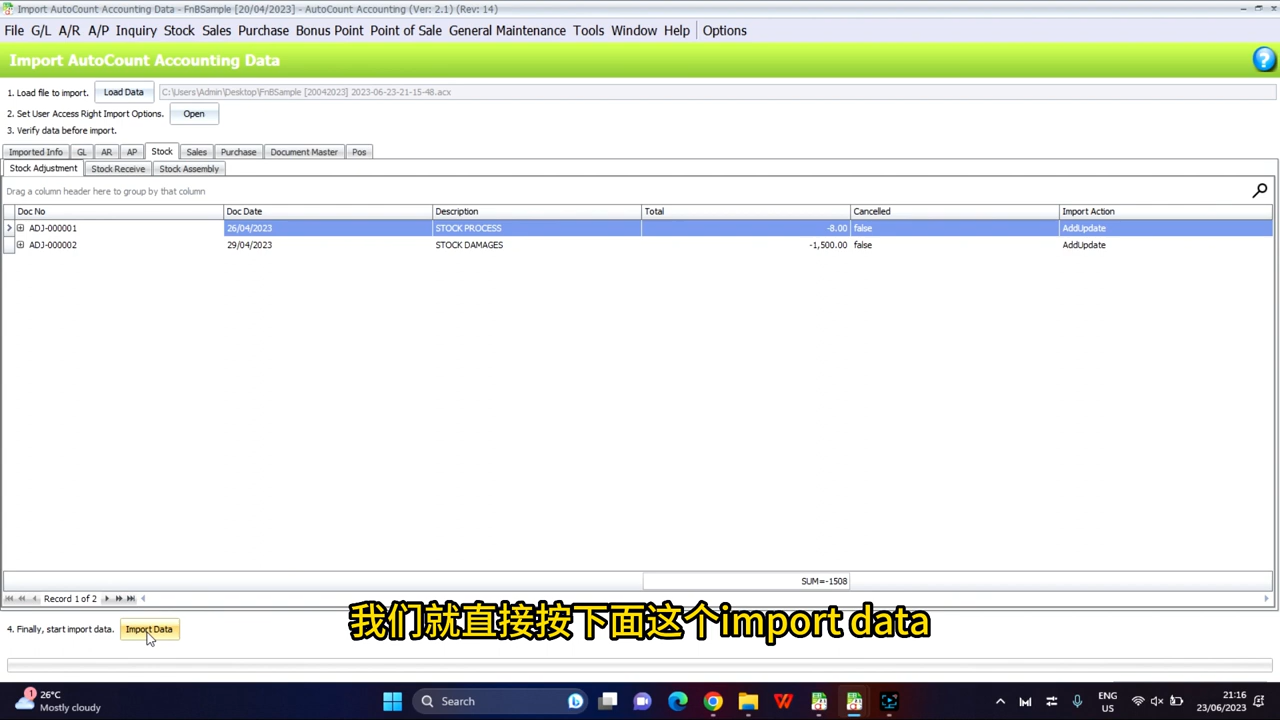 Import AutoCount Accounting Data - FnBSample [20/04/2023] - AutoCount Accounting (Ver: 2.1) (Rev: 14)
File G/L A/R A/P Inquiry Stock Sales Purchase Bonus Point Point of Sale General Maintenance Tools Window Help Options
Import AutoCount Accounting Data
1. Load file to import. Load Data C:\Users\Admin\Desktop\FnBSample [20042023] 2023-06-23-21-15-48.acx
2. Set User Access Right Import Options. Open
3. Verify data before import.
Imported Info GL AR AP Stock Sales Purchase Document Master Pos
Stock Adjustment Stock Receive Stock Assembly
Drag a column header here to group by that column
Doc No Doc Date Description Total Cancelled Import Action
ADJ-000001 26/04/2023 STOCK PROCESS -8.00 false AddUpdate
ADJ-000002 29/04/2023 STOCK DAMAGES -1,500.00 false AddUpdate
SUM=-1508
Record 1 of 2
4. Finally, start import data. Import Data
我们就直接按下面这个import data
1 26°C
Mostly cloudy
Search
ENG
US
21:16
23/06/2023